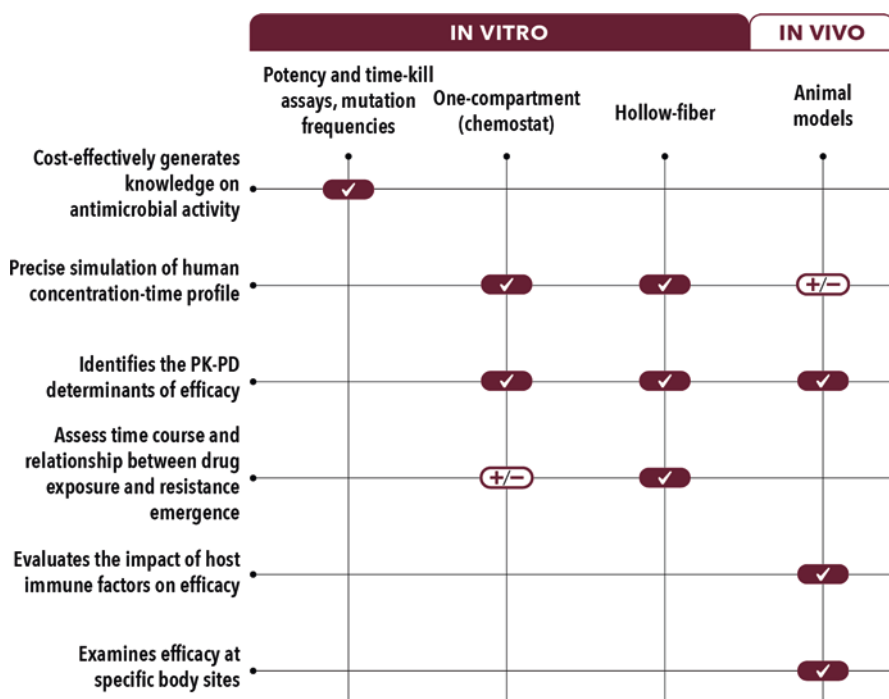 IN VITRO
IN VIVO
Potency and time-kill
assays, mutation
frequencies
One-compartment
(chemostat)
Hollow-fiber
Animal
models
Cost-effectively generates
knowledge on
antimicrobial activity
Precise simulation of human
concentration-time profile
+/−
Identifies the PK-PD
determinants of efficacy
Assess time course and
relationship between drug
exposure and resistance
emergence
+/−
Evaluates the impact of host
immune factors on efficacy
Examines efficacy at
specific body sites